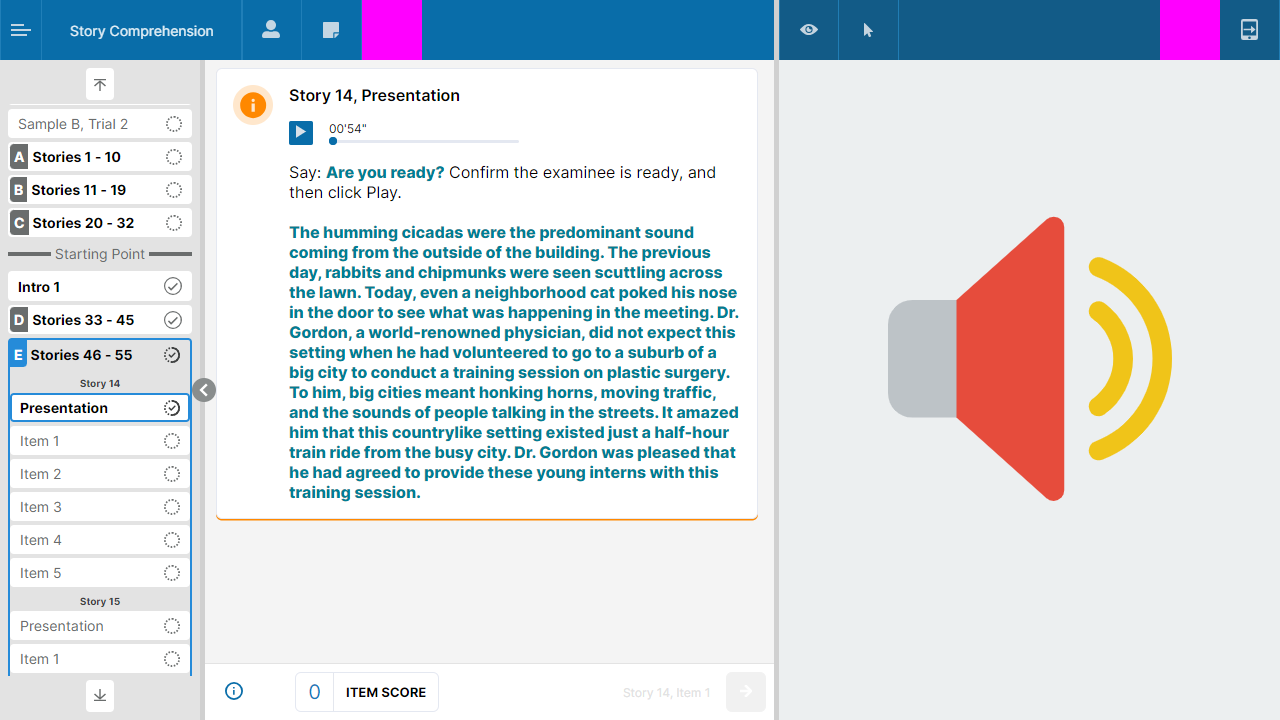 Story Comprehension
Sample B, Trial 2
A Stories 1 - 10
B Stories 11 - 19
C Stories 20 - 32
Starting Point
Intro 1
D Stories 33 - 45
E Stories 46 - 55
Story 14
Presentation
Item 1
Item 2
Item 3
Item 4
Item 5
Story 15
Presentation
Item 1
Story 14, Presentation
00'54"
Say: Are you ready? Confirm the examinee is ready, and
then click Play.
The humming cicadas were the predominant sound
coming from the outside of the building. The previous
day, rabbits and chipmunks were seen scuttling across
the lawn. Today, even a neighborhood cat poked his nose
in the door to see what was happening in the meeting. Dr.
Gordon, a world-renowned physician, did not expect this
setting when he had volunteered to go to a suburb of a
big city to conduct a training session on plastic surgery.
To him, big cities meant honking horns, moving traffic,
and the sounds of people talking in the streets. It amazed
him that this countrylike setting existed just a half-hour
train ride from the busy city. Dr. Gordon was pleased that
he had agreed to provide these young interns with this
training session.
0 ITEM SCORE
Story 14, Item 1